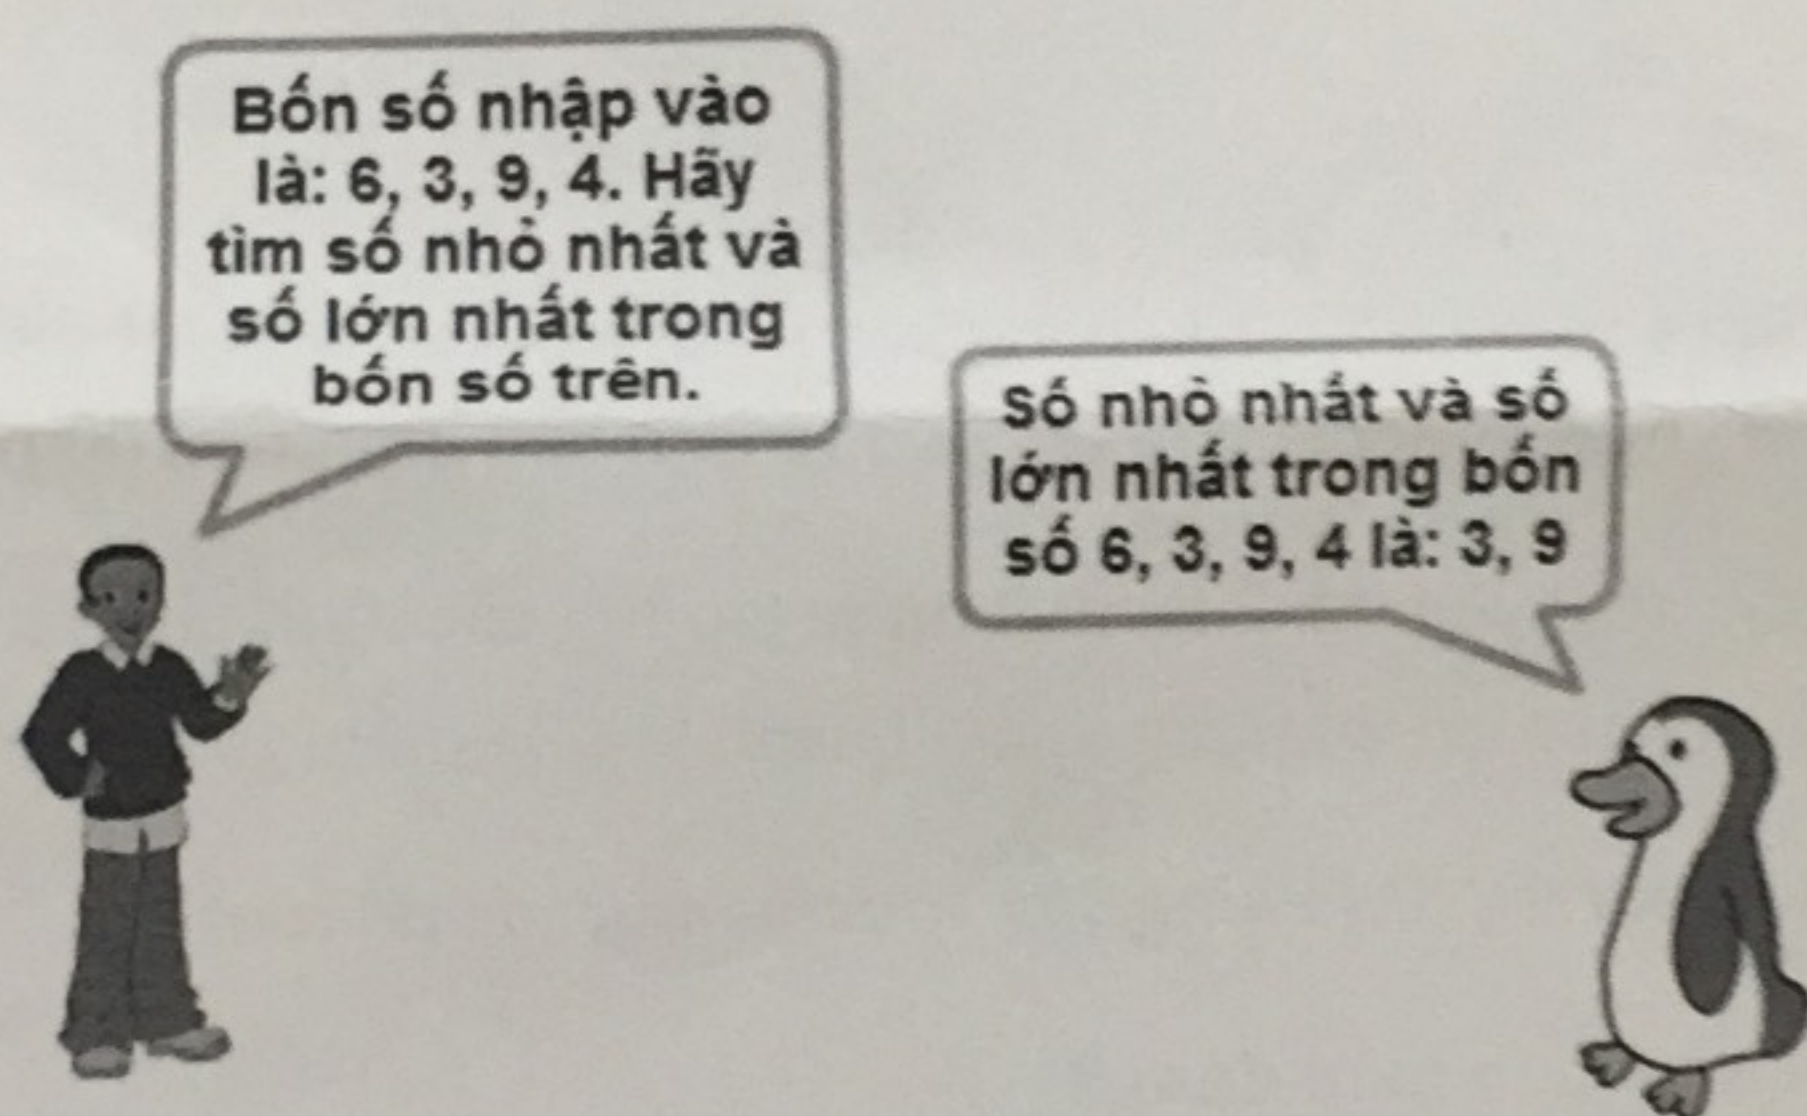 Bốn số nhập vào
là: 6, 3, 9, 4. Hãy
tìm số nhỏ nhất và
số lớn nhất trong
bốn số trên.
Số nhỏ nhất và số
lớn nhất trong bốn
số 6, 3, 9, 4 là: 3, 9